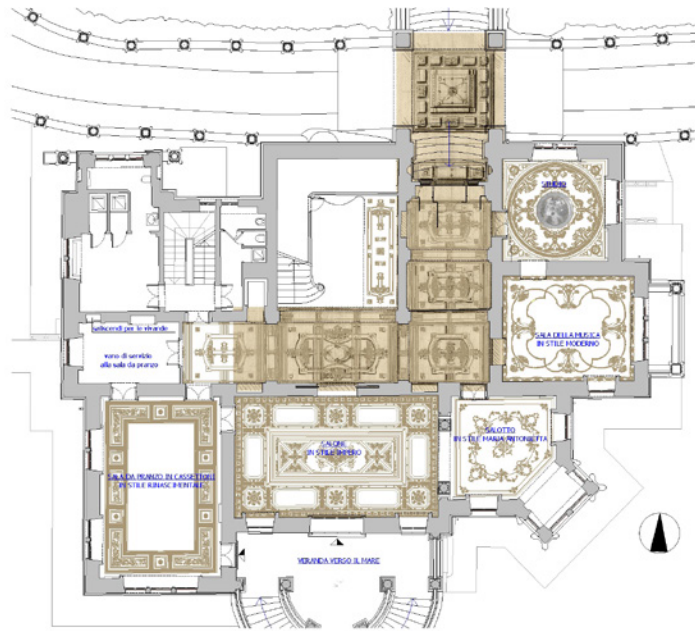 STUDIO
saliscendi per le vivande
vano di servizio
alla sala da pranzo
SALA DELLA MUSICA
IN STILE MODERNO
SALONE
IN STILE IMPERO
SALOTTO
IN STILE MARIA ANTONIETTA
SALA DA PRANZO IN CASSETTONI
IN STILE RINASCIMENTALE
VERANDA VERSO IL MARE